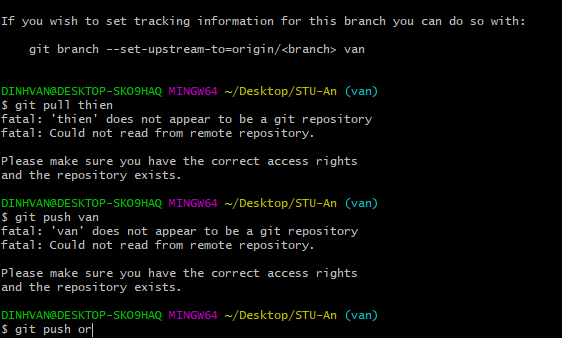 If you wish to set tracking information for this branch you can do so with:
git branch --set-upstream-to=origin/<branch> van
DINHVAN@DESKTOP-SKO9HAQ MINGW64 ~/Desktop/STU-An (van)
$ git pull thien
fatal: 'thien' does not appear to be a git repository
fatal: Could not read from remote repository.
Please make sure you have the correct access rights
and the repository exists.
DINHVAN@DESKTOP-SKO9HAQ MINGW64 ~/Desktop/STU-An (van)
$ git push van
fatal: 'van' does not appear to be a git repository
fatal: Could not read from remote repository.
Please make sure you have the correct access rights
and the repository exists.
DINHVAN@DESKTOP-SKO9HAQ MINGW64 ~/Desktop/STU-An (van)
$ git push or